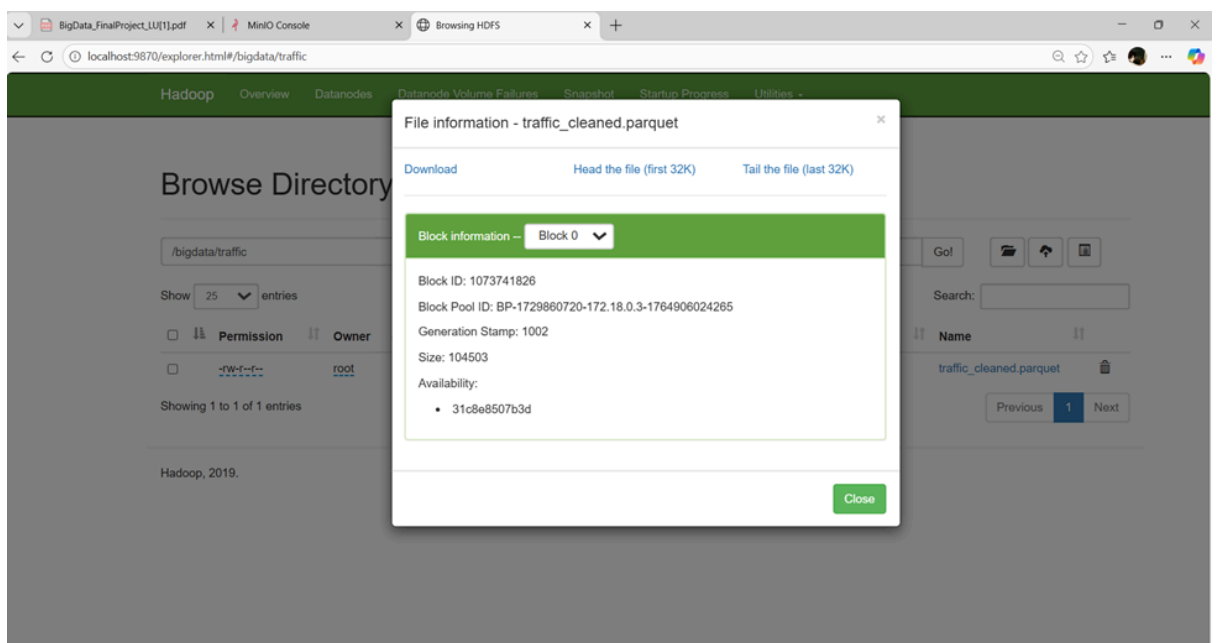 BigData_FinalProject_LU[1].pdf MinIO Console Browsing HDFS
localhost:9870/explorer.html#/bigdata/traffic
Hadoop Overview Datanodes Datanode Volume Failures Snapshot Startup Progress Utilities
File information - traffic_cleaned.parquet ×
Download Head the file (first 32K) Tail the file (last 32K)
Browse Directory
Block information -- Block 0
/bigdata/traffic Go!
Block ID: 1073741826
Block Pool ID: BP-1729860720-172.18.0.3-1764906024265
Show 25 entries Search:
Generation Stamp: 1002
Permission Owner Name
Size: 104503
-rw-r--r-- root traffic_cleaned.parquet
Availability:
31c8e8507b3d
Showing 1 to 1 of 1 entries Previous 1 Next
Hadoop, 2019.
Close